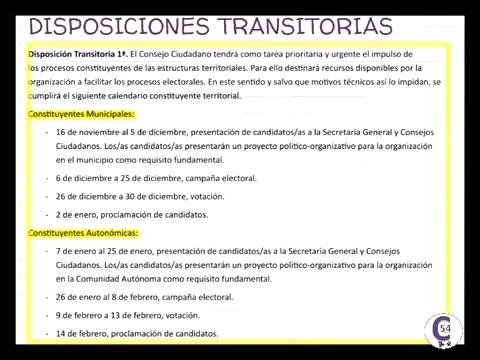 DISPOSICIONES TRANSITORIAS
Disposición Transitoria 1ª. El Consejo Ciudadano tendrá como tarea prioritaria y urgente el impulso de
los procesos constituyentes de las estructuras territoriales. Para ello destinará recursos disponibles por la
organización a facilitar los procesos electorales. En este sentido y salvo que motivos técnicos así lo impidan, se
cumplirá el siguiente calendario constituyente territorial.
Constituyentes Municipales:
- 16 de noviembre al 5 de diciembre, presentación de candidatos/as a la Secretaría General y Consejos
Ciudadanos. Los/as candidatos/as presentarán un proyecto político-organizativo para la organización
en el municipio como requisito fundamental.
- 6 de diciembre a 25 de diciembre, campaña electoral.
- 26 de diciembre a 30 de diciembre, votación.
- 2 de enero, proclamación de candidatos.
Constituyentes Autonómicas:
- 7 de enero al 25 de enero, presentación de candidatos/as a la Secretaría General y Consejos
Ciudadanos. Los/as candidatos/as presentarán un proyecto político-organizativo para la organización
en la Comunidad Autónoma como requisito fundamental.
- 26 de enero al 8 de febrero, campaña electoral.
- 9 de febrero a 13 de febrero, votación.
- 14 de febrero, proclamación de candidatos.
54